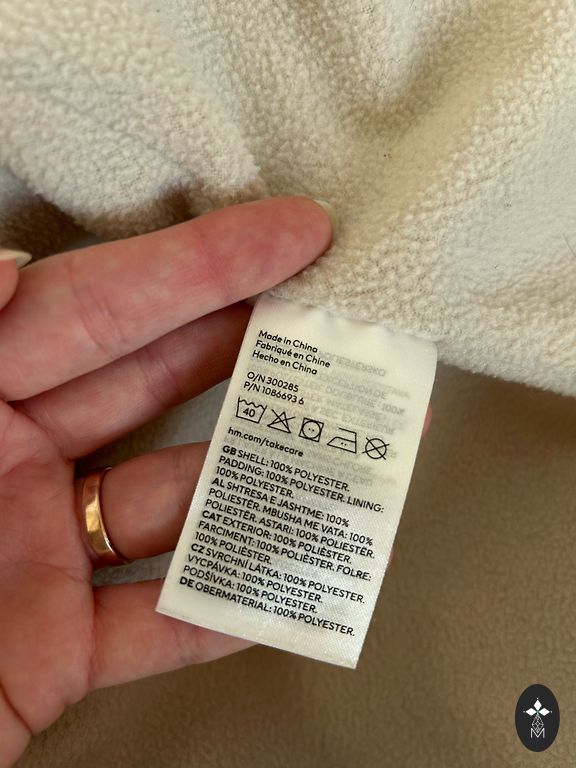 Made in China
Fabriqué en Chine
Hecho en China
O/N 300285
P/N 1086693 6
40
hm.com/takecare
GB SHELL: 100% POLYESTER.
PADDING: 100% POLYESTER. LINING:
100% POLYESTER.
AL SHTRESA E JASHTME: 100%
POLIESTËR. MBUSHA ME VATA: 100%
POLIESTËR. ASTARI: 100% POLIESTËR.
CAT EXTERIOR: 100% POLIÈSTER.
FARCIMENT: 100% POLIÈSTER. FOLRE:
100% POLIÈSTER.
CZ SVRCHNÍ LÁTKA: 100% POLYESTER.
VYCPÁVKA: 100% POLYESTER.
PODŠÍVKA: 100% POLYESTER.
DE OBERMATERIAL: 100% POLYESTER.
M